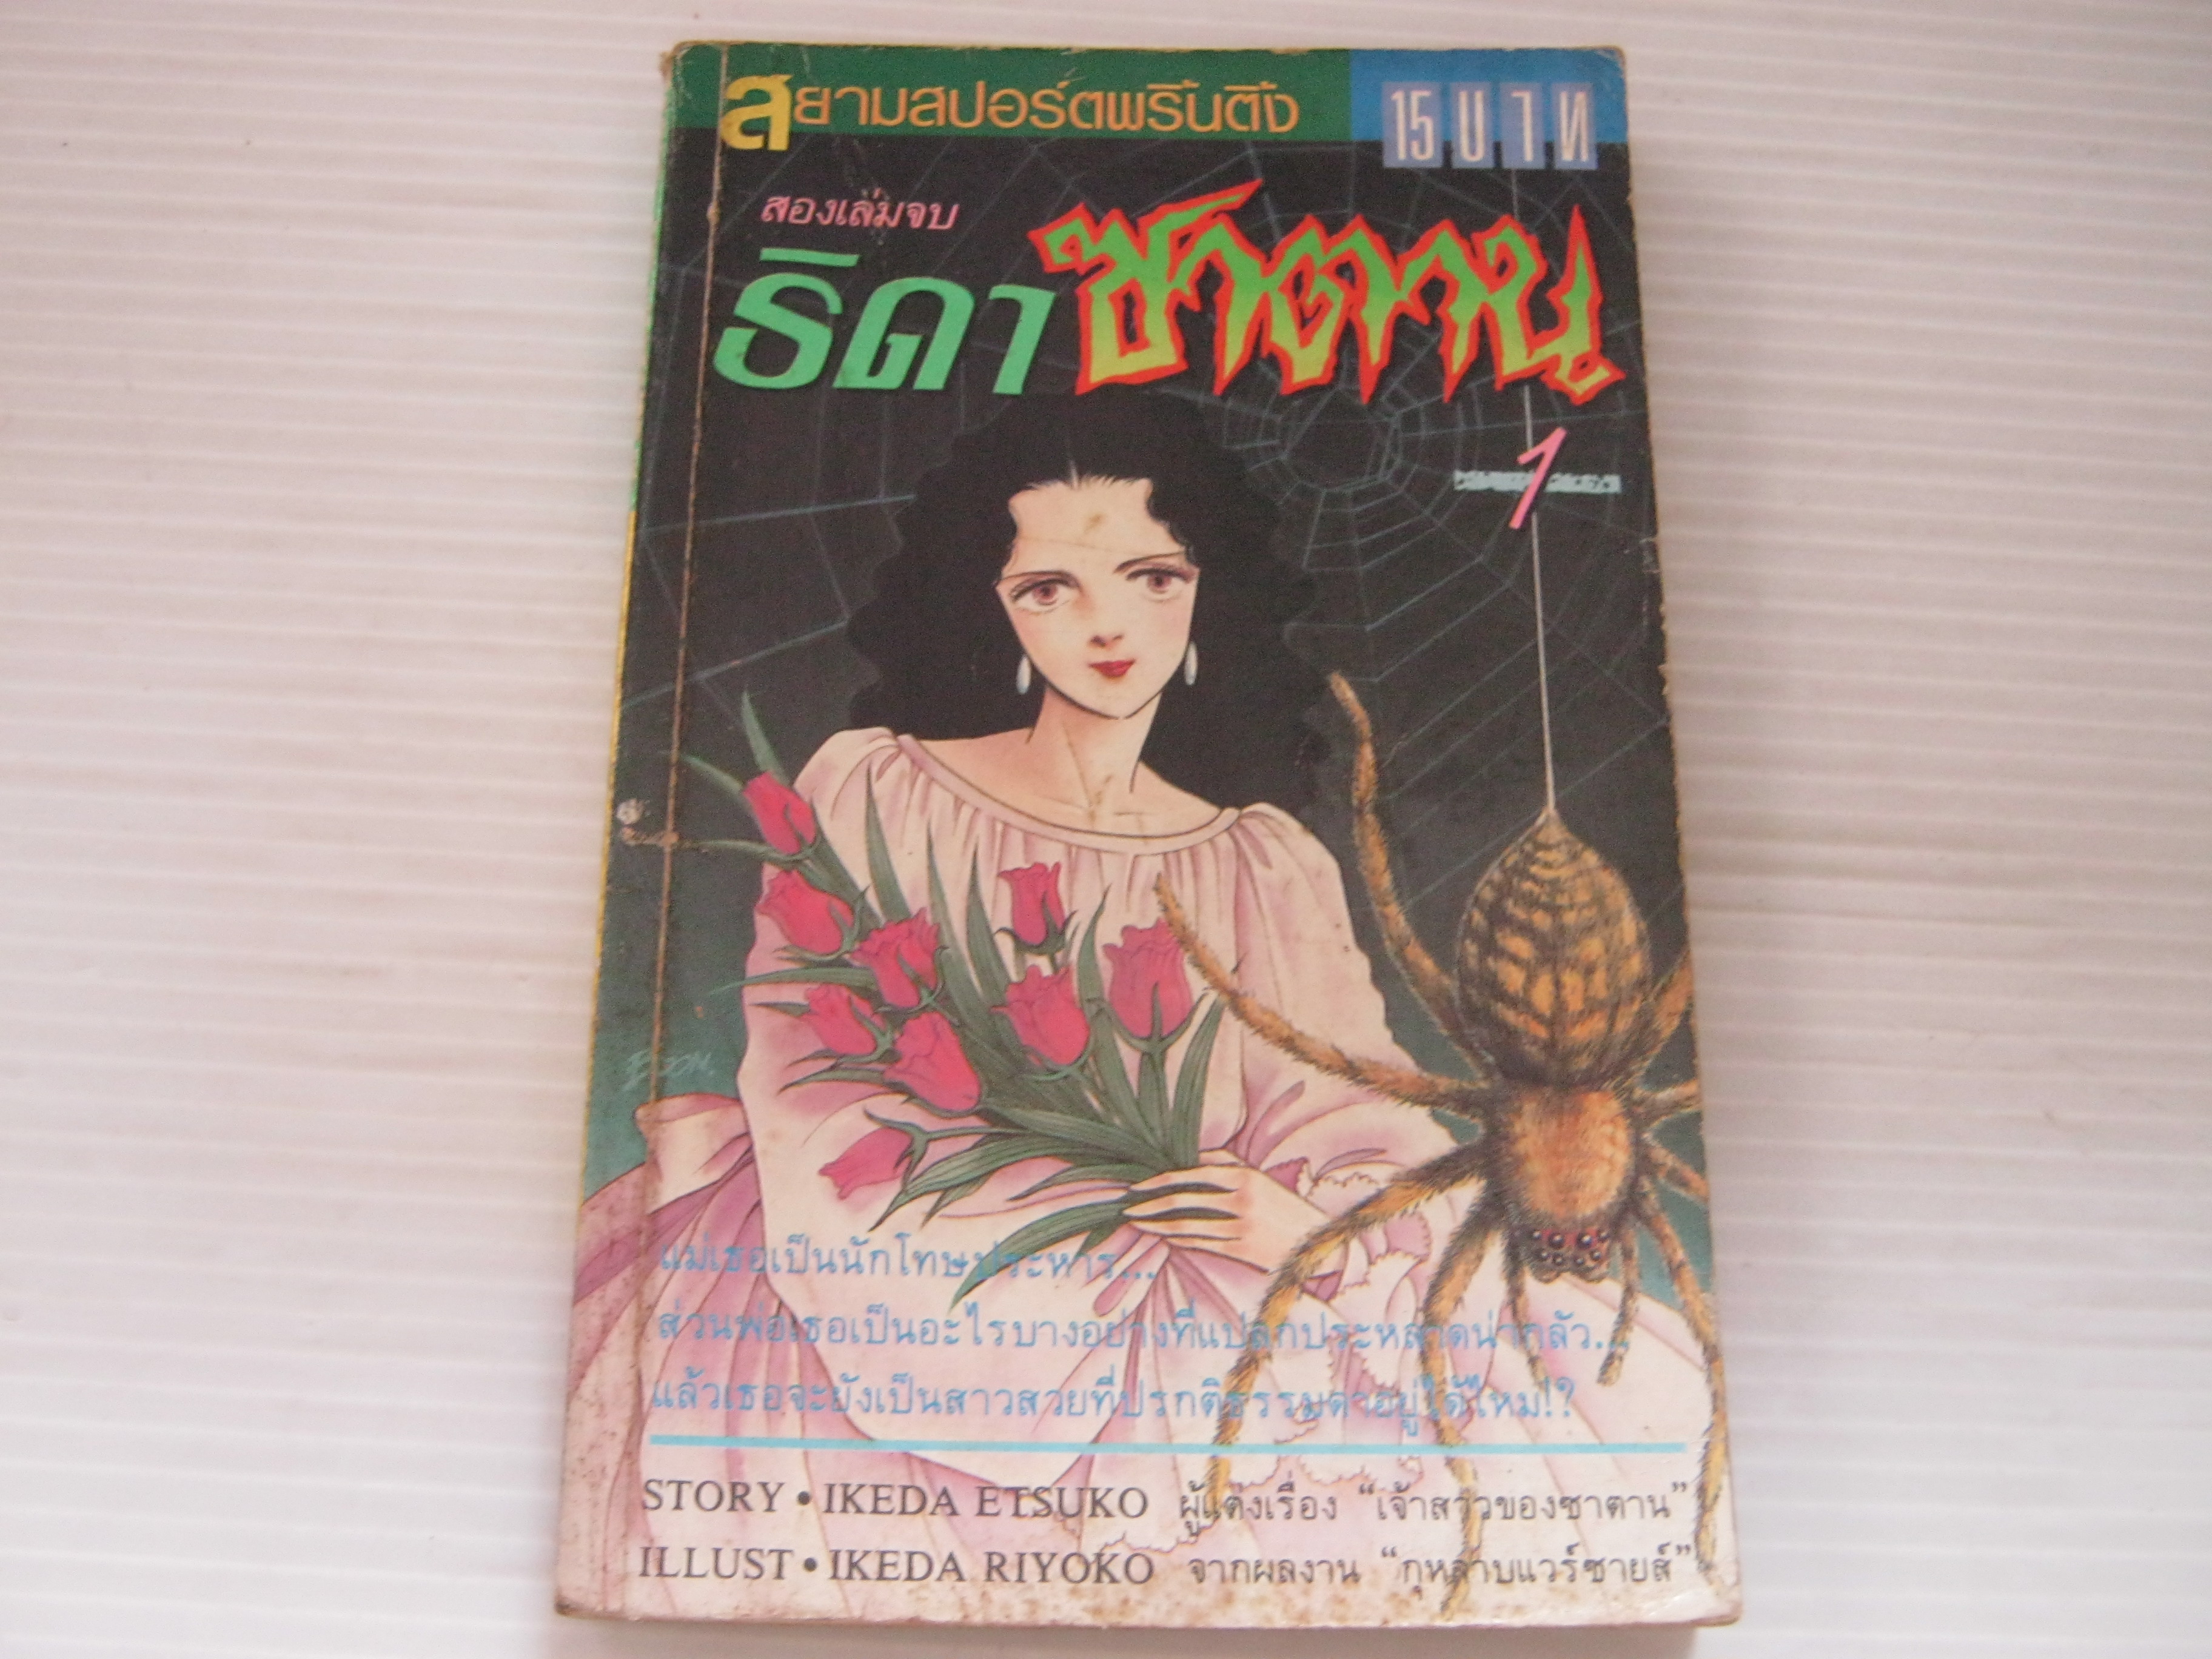 สยามสปอร์ตพริ้นติ้ง
15 บาท
สองเล่มจบ
ธิดา ซาตาน
1
BOON.
แม่เธอเป็นนักโทษประหาร...
ส่วนพ่อเธอเป็นอะไรบางอย่างที่แปลกประหลาดน่ากลัว...
แล้วเธอจะยังเป็นสาวสวยที่ปรกติธรรมดาอยู่ได้ไหม!?
STORY • IKEDA ETSUKO ผู้แต่งเรื่อง “เจ้าสาวของซาตาน”
ILLUST • IKEDA RIYOKO จากผลงาน “กุหลาบแวร์ซายส์”